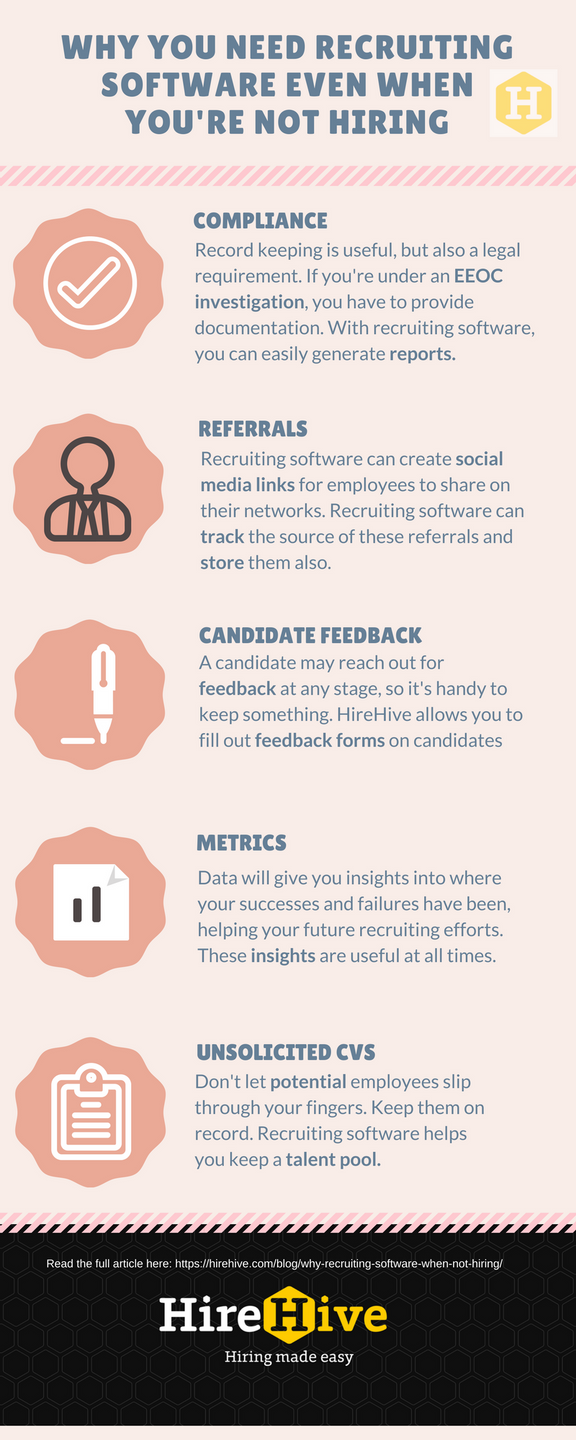 WHY YOU NEED RECRUITING
SOFTWARE EVEN WHEN
YOU'RE NOT HIRING
H
COMPLIANCE
Record keeping is useful, but also a legal
requirement. If you're under an EEOC
investigation, you have to provide
documentation. With recruiting software,
you can easily generate reports.
REFERRALS
Recruiting software can create social
media links for employees to share on
their networks. Recruiting software can
track the source of these referrals and
store them also.
CANDIDATE FEEDBACK
A candidate may reach out for
feedback at any stage, so it's handy to
keep something. HireHive allows you to
fill out feedback forms on candidates
METRICS
Data will give you insights into where
your successes and failures have been,
helping your future recruiting efforts.
These insights are useful at all times.
UNSOLICITED CVS
Don't let potential employees slip
through your fingers. Keep them on
record. Recruiting software helps
you keep a talent pool.
Read the full article here: https://hirehive.com/blog/why-recruiting-software-when-not-hiring/
HireHive
Hiring made easy